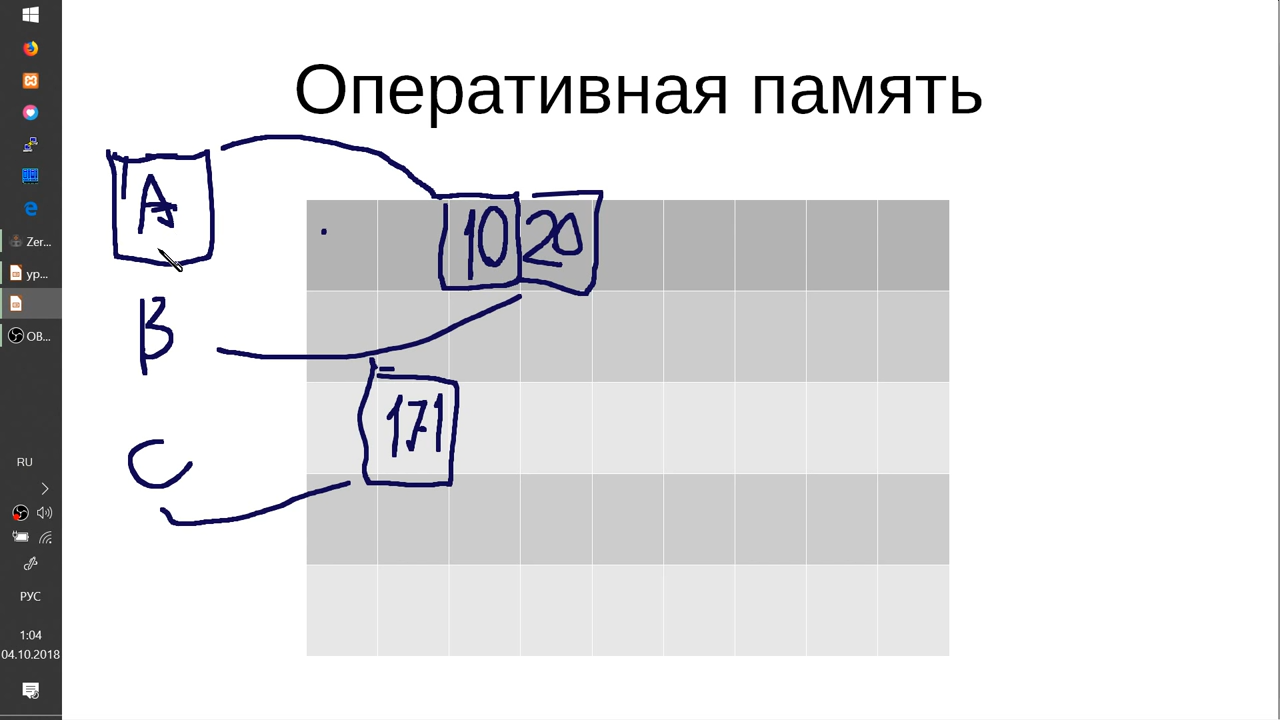 Оперативная память
A
10 20
B
171
C
Zer...
ур...
OB...
RU
РУС
1:04
04.10.2018